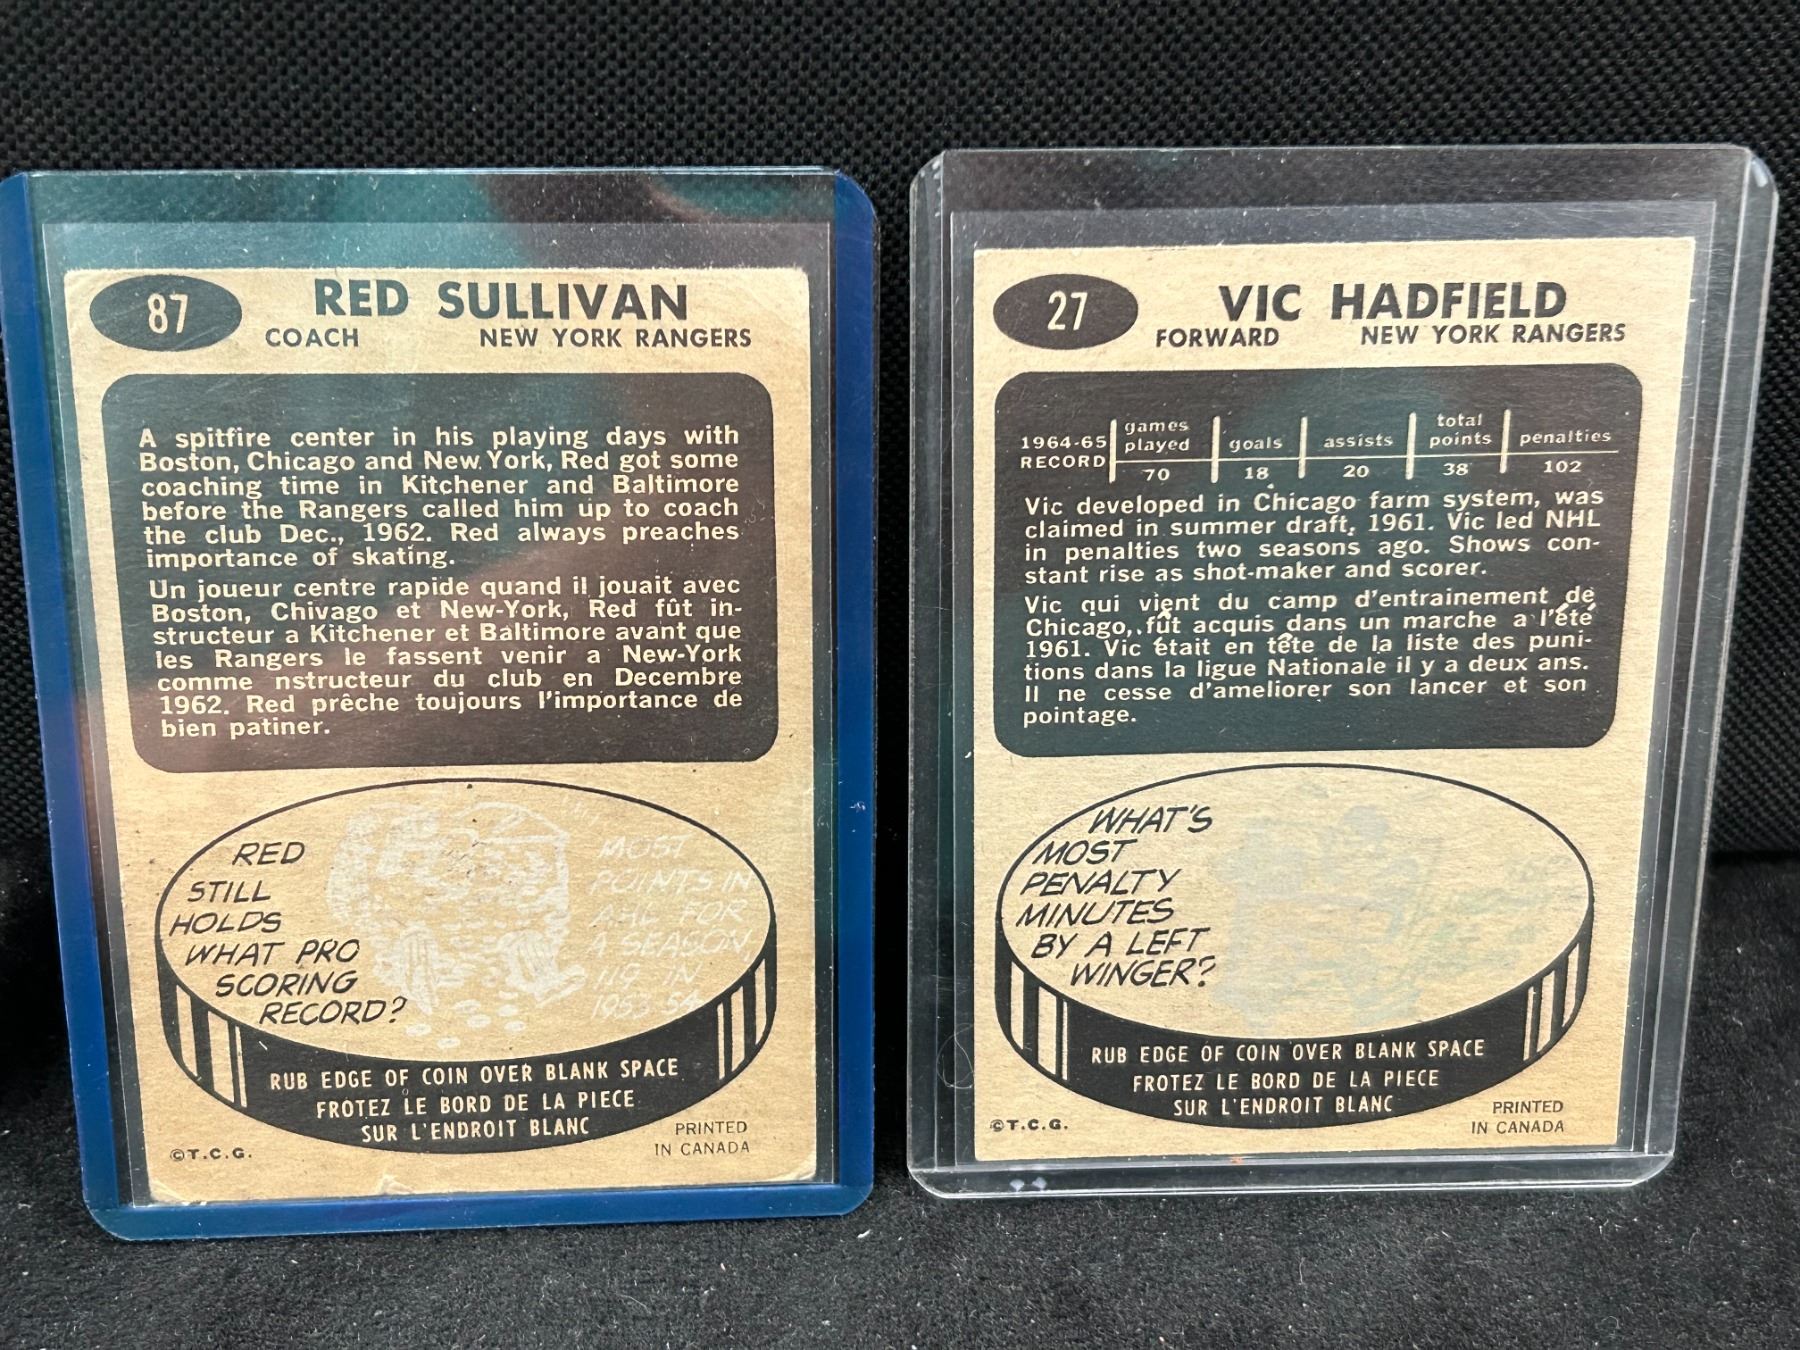 87
RED SULLIVAN
COACH NEW YORK RANGERS
A spitfire center in his playing days with
Boston, Chicago and New York, Red got some
coaching time in Kitchener and Baltimore
before the Rangers called him up to coach
the club Dec., 1962. Red always preaches
importance of skating.
Un joueur centre rapide quand il jouait avec
Boston, Chivago et New-York, Red fût in-
structeur a Kitchener et Baltimore avant que
les Rangers le fassent venir a New-York
comme nstructeur du club en Decembre
1962. Red prêche toujours l'importance de
bien patiner.
RED
STILL
HOLDS
WHAT PRO
SCORING
RECORD?
MOST
POINTS IN
AHL FOR
A SEASON
119 IN
1953-54
RUB EDGE OF COIN OVER BLANK SPACE
FROTEZ LE BORD DE LA PIECE
SUR L'ENDROIT BLANC
©T.C.G.
PRINTED
IN CANADA
27
VIC HADFIELD
FORWARD NEW YORK RANGERS
1964-65 RECORD
games played goals assists total points penalties
70 18 20 38 102
Vic developed in Chicago farm system, was
claimed in summer draft, 1961. Vic led NHL
in penalties two seasons ago. Shows con-
stant rise as shot-maker and scorer.
Vic qui vient du camp d'entrainement de
Chicago, fût acquis dans un marche a l'été
1961. Vic était en tête de la liste des puni-
tions dans la ligue Nationale il y a deux ans.
Il ne cesse d'ameliorer son lancer et son
pointage.
WHAT'S
MOST
PENALTY
MINUTES
BY A LEFT
WINGER?
RUB EDGE OF COIN OVER BLANK SPACE
FROTEZ LE BORD DE LA PIECE
SUR L'ENDROIT BLANC
©T.C.G.
PRINTED
IN CANADA